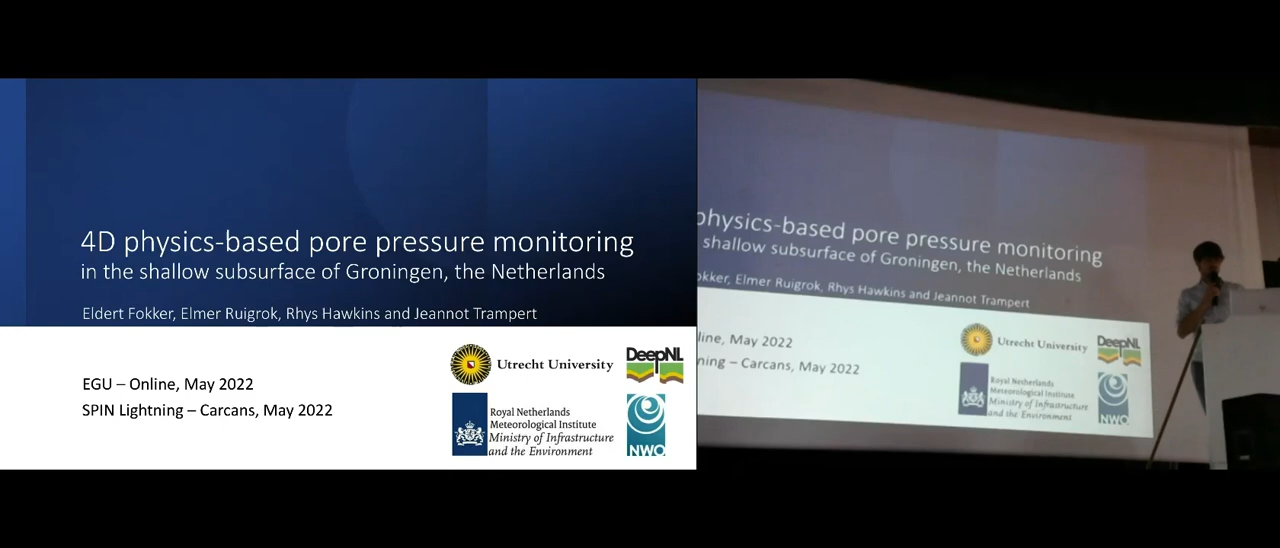 4D physics-based pore pressure monitoring
in the shallow subsurface of Groningen, the Netherlands
Eldert Fokker, Elmer Ruigrok, Rhys Hawkins and Jeannot Trampert
EGU – Online, May 2022
SPIN Lightning – Carcans, May 2022
Utrecht University
DeepNL
Royal Netherlands
Meteorological Institute
Ministry of Infrastructure
and the Environment
NWO
physics-based pore pressure monitoring
shallow subsurface of Groningen, the Netherlands
okker, Elmer Ruigrok, Rhys Hawkins and Jeannot Trampert
line, May 2022
ning – Carcans, May 2022
Utrecht University
DeepNL
Royal Netherlands
Meteorological Institute
Ministry of Infrastructure
and the Environment
NWO